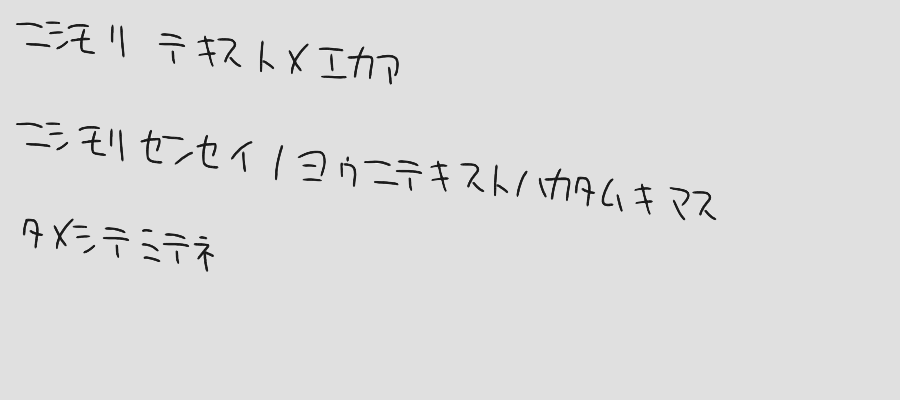 ニシモリ テキストメエカア
ニシモリセンセイノヨウニテキストハカタムキマス
タメシテミテネ